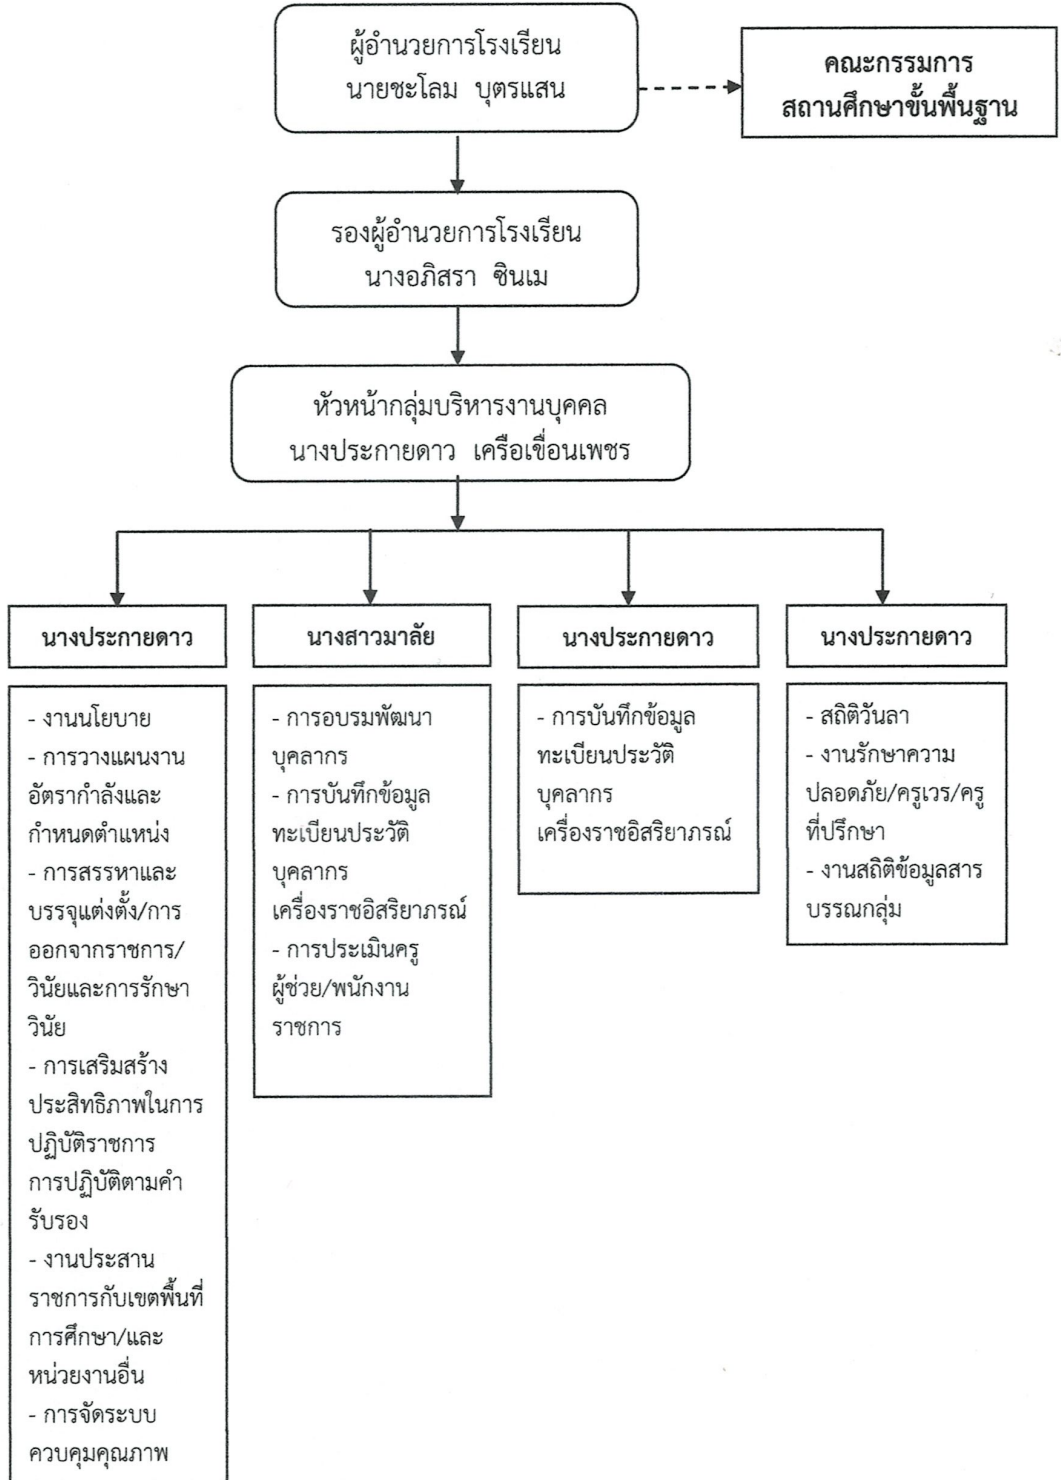 ผู้อำนวยการโรงเรียน
นายชะโลม บุตรแสน
คณะกรรมการ
สถานศึกษาขั้นพื้นฐาน
รองผู้อำนวยการโรงเรียน
นางอภิสรา ชินเม
หัวหน้ากลุ่มบริหารงานบุคคล
นางประกายดาว เครือเขื่อนเพชร
นางประกายดาว
- งานนโยบาย
- การวางแผนงาน
อัตรากำลังและ
กำหนดตำแหน่ง
- การสรรหาและ
บรรจุแต่งตั้ง/การ
ออกจากราชการ/
วินัยและการรักษา
วินัย
- การเสริมสร้าง
ประสิทธิภาพในการ
ปฏิบัติราชการ
การปฏิบัติตามคำ
รับรอง
- งานประสาน
ราชการกับเขตพื้นที่
การศึกษา/และ
หน่วยงานอื่น
- การจัดระบบ
ควบคุมคุณภาพ
นางสาวมาลัย
- การอบรมพัฒนา
บุคลากร
- การบันทึกข้อมูล
ทะเบียนประวัติ
บุคลากร
เครื่องราชอิสริยาภรณ์
- การประเมินครู
ผู้ช่วย/พนักงาน
ราชการ
นางประกายดาว
- การบันทึกข้อมูล
ทะเบียนประวัติ
บุคลากร
เครื่องราชอิสริยาภรณ์
นางประกายดาว
- สถิติวันลา
- งานรักษาความ
ปลอดภัย/ครูเวร/ครู
ที่ปรึกษา
- งานสถิติข้อมูลสาร
บรรณกลุ่ม